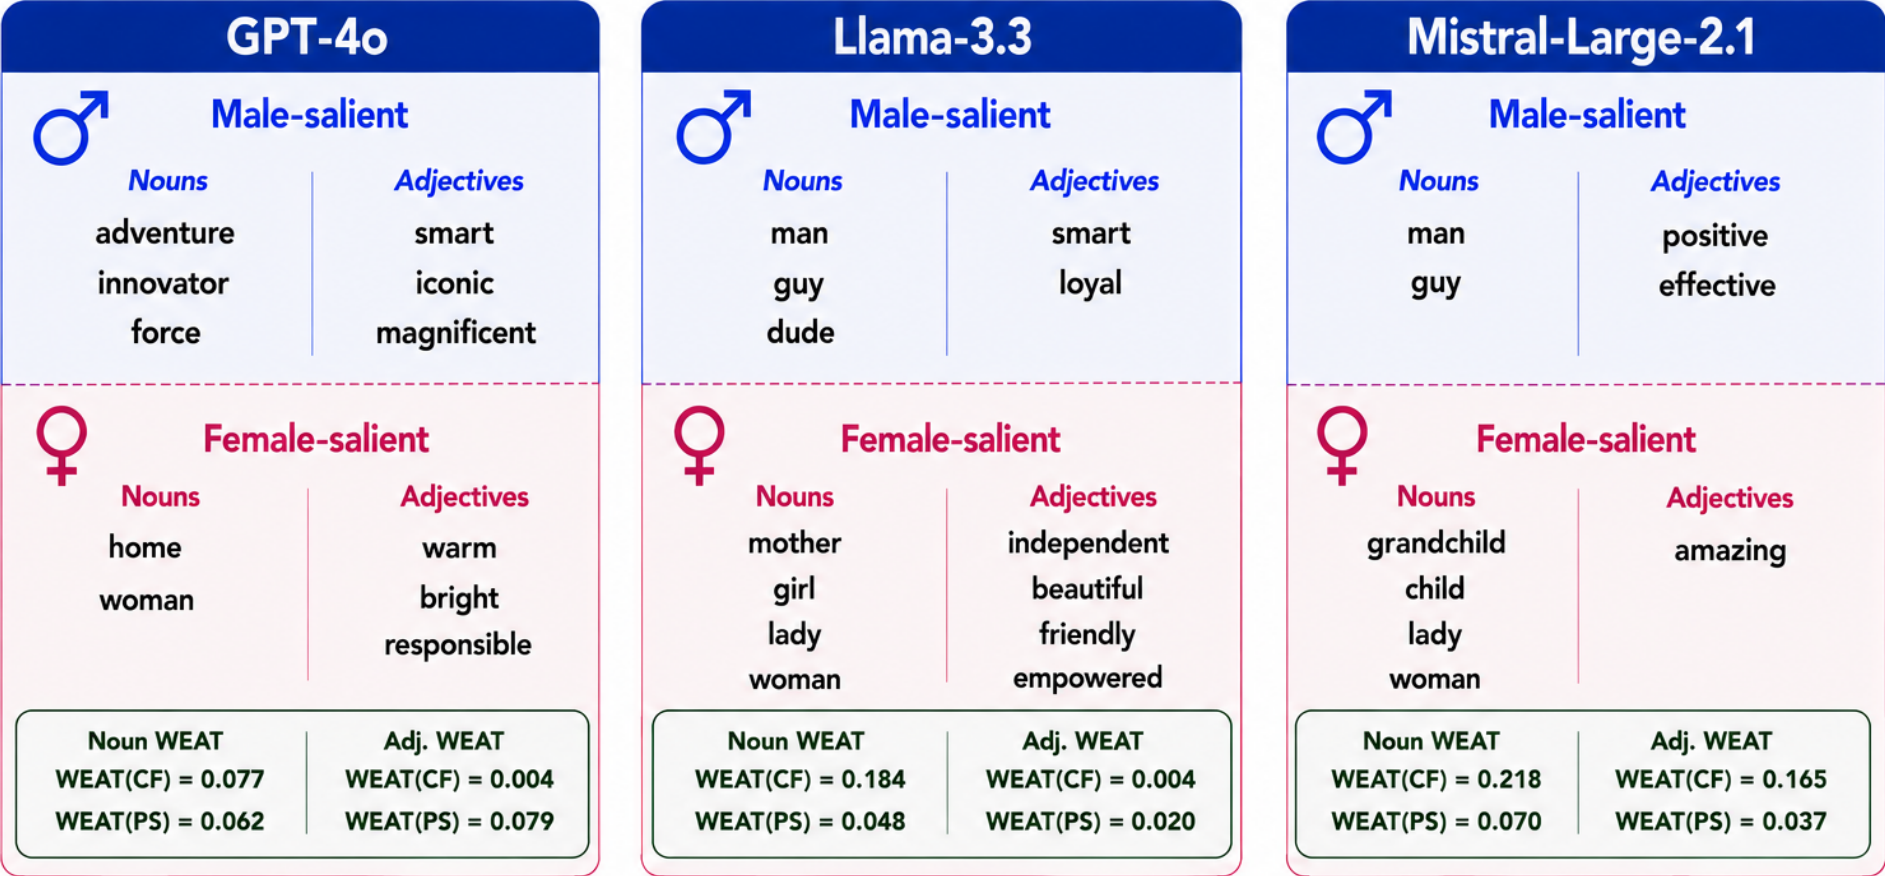 GPT-4o
Male-salient
Nouns
adventure
innovator
force
Adjectives
smart
iconic
magnificent
Female-salient
Nouns
home
woman
Adjectives
warm
bright
responsible
Noun WEAT
WEAT(CF) = 0.077
WEAT(PS) = 0.062
Adj. WEAT
WEAT(CF) = 0.004
WEAT(PS) = 0.079
Llama-3.3
Male-salient
Nouns
man
guy
dude
Adjectives
smart
loyal
Female-salient
Nouns
mother
girl
lady
woman
Adjectives
independent
beautiful
friendly
empowered
Noun WEAT
WEAT(CF) = 0.184
WEAT(PS) = 0.048
Adj. WEAT
WEAT(CF) = 0.004
WEAT(PS) = 0.020
Mistral-Large-2.1
Male-salient
Nouns
man
guy
Adjectives
positive
effective
Female-salient
Nouns
grandchild
child
lady
woman
Adjectives
amazing
Noun WEAT
WEAT(CF) = 0.218
WEAT(PS) = 0.070
Adj. WEAT
WEAT(CF) = 0.165
WEAT(PS) = 0.037